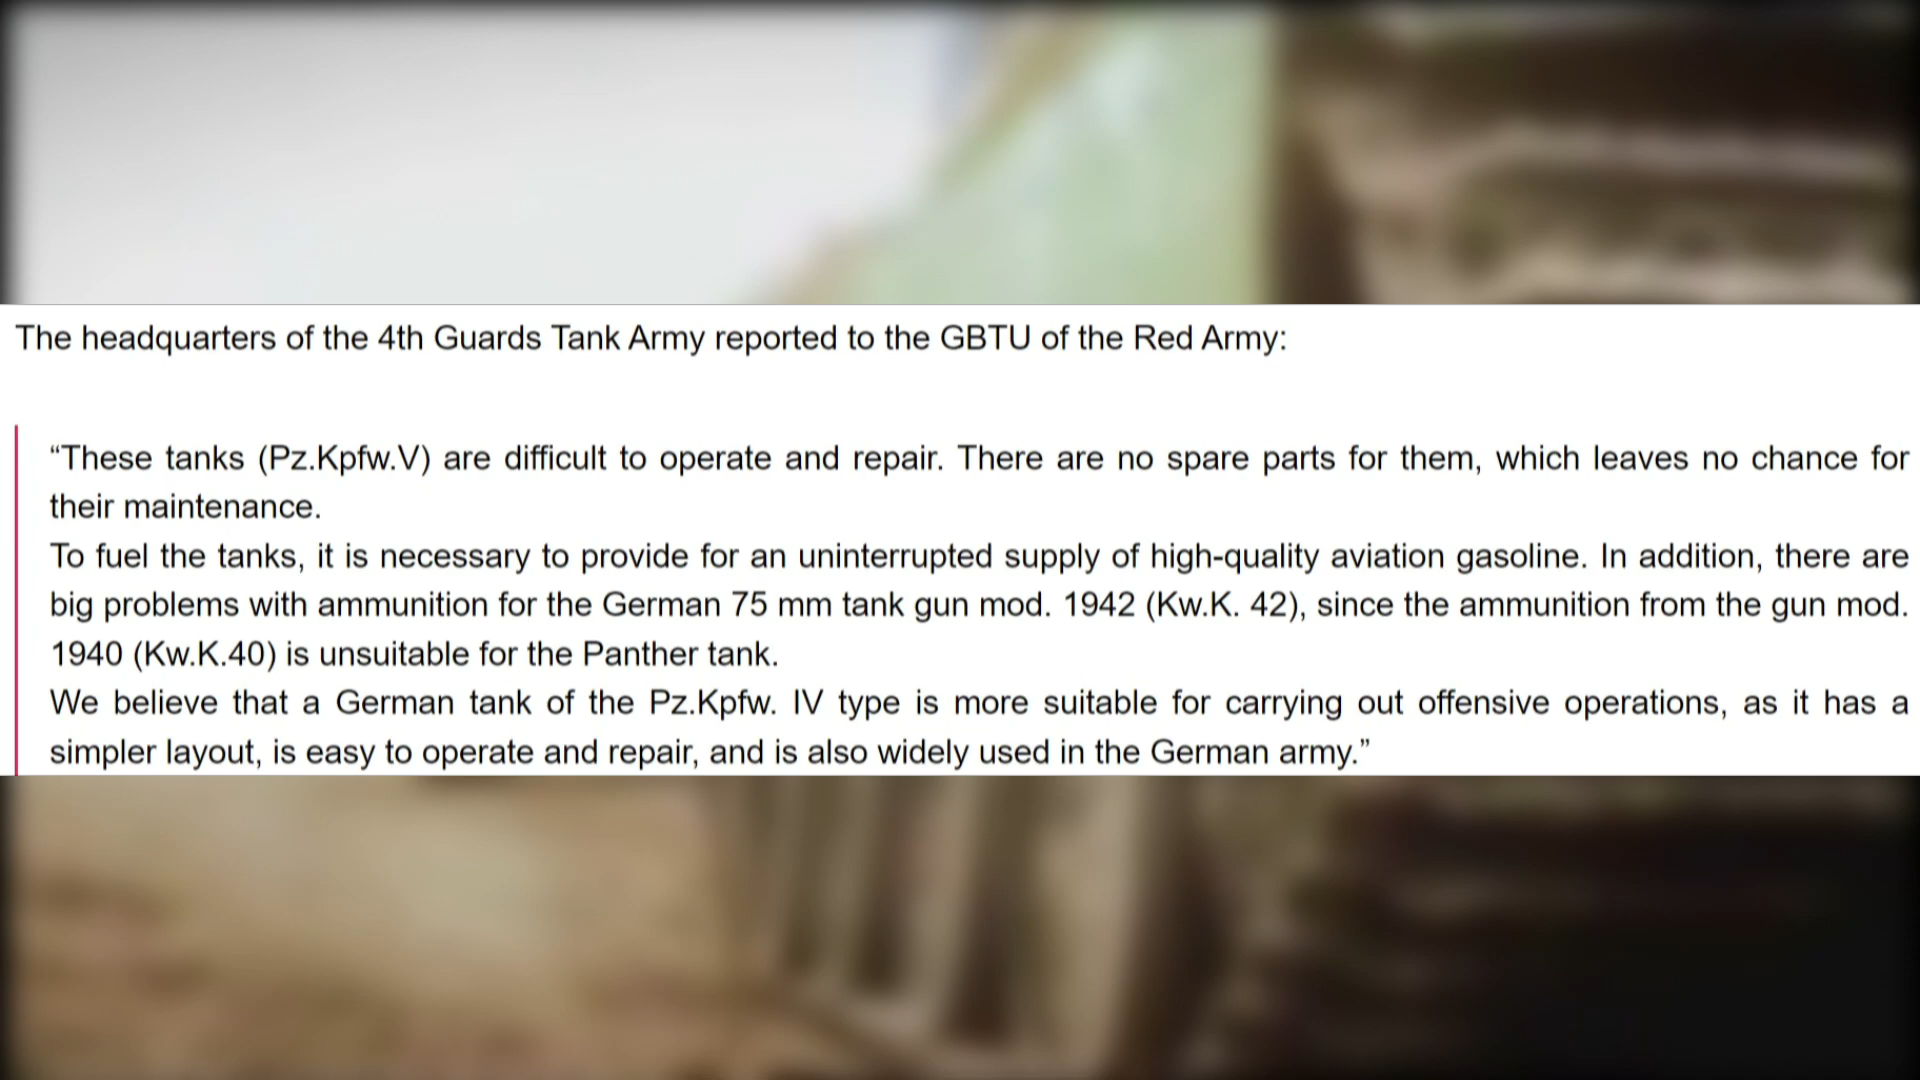 The headquarters of the 4th Guards Tank Army reported to the GBTU of the Red Army:
“These tanks (Pz.Kpfw.V) are difficult to operate and repair. There are no spare parts for them, which leaves no chance for
their maintenance.
To fuel the tanks, it is necessary to provide for an uninterrupted supply of high-quality aviation gasoline. In addition, there are
big problems with ammunition for the German 75 mm tank gun mod. 1942 (Kw.K. 42), since the ammunition from the gun mod.
1940 (Kw.K.40) is unsuitable for the Panther tank.
We believe that a German tank of the Pz.Kpfw. IV type is more suitable for carrying out offensive operations, as it has a
simpler layout, is easy to operate and repair, and is also widely used in the German army.”